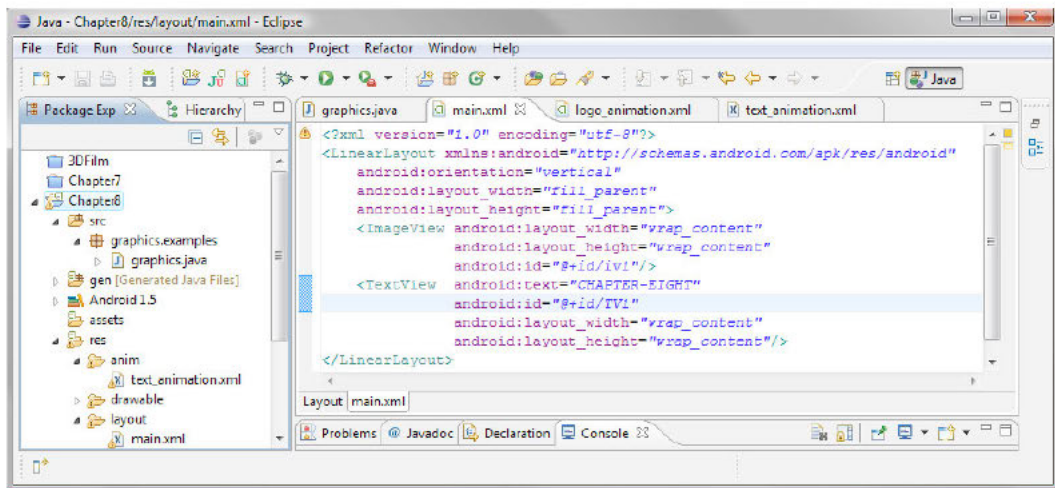 Java - Chapter8/res/layout/main.xml - Eclipse
File Edit Run Source Navigate Search Project Refactor Window Help
Java
Package Exp Hierarchy
graphics.java main.xml logo_animation.xml text_animation.xml
3DFilm
Chapter7
Chapter8
src
graphics.examples
graphics.java
gen [Generated Java Files]
Android 1.5
assets
res
anim
text_animation.xml
drawable
layout
main.xml
<?xml version="1.0" encoding="utf-8"?>
<LinearLayout xmlns:android="http://schemas.android.com/apk/res/android"
android:orientation="vertical"
android:layout_width="fill_parent"
android:layout_height="fill_parent">
<ImageView android:layout_width="wrap_content"
android:layout_height="wrap_content"
android:id="@+id/iv1"/>
<TextView android:text="CHAPTER-EIGHT"
android:id="@+id/TV1"
android:layout_width="wrap_content"
android:layout_height="wrap_content"/>
</LinearLayout>
Layout main.xml
Problems Javadoc Declaration Console